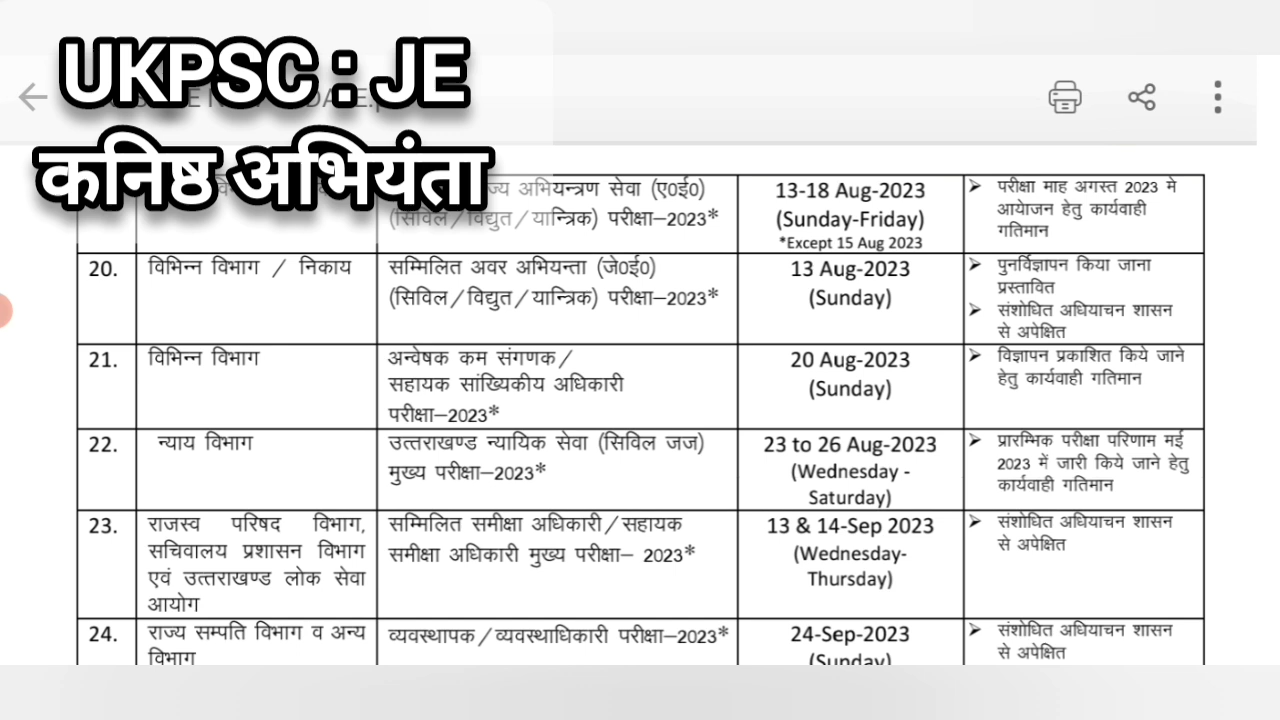 UKPSC : JE
कनिष्ठ अभियंता
अभियन्त्रण सेवा (ए0ई0)
(सिविल/विद्युत/यान्त्रिक) परीक्षा–2023*
13-18 Aug-2023
(Sunday-Friday)
*Except 15 Aug 2023
➢ परीक्षा माह अगस्त 2023 मे
आयेाजन हेतु कार्यवाही
गतिमान
20.
विभिन्न विभाग / निकाय
सम्मिलित अवर अभियन्ता (जे0ई0)
(सिविल/विद्युत/यान्त्रिक) परीक्षा–2023*
13 Aug-2023
(Sunday)
➢ पुनर्विज्ञापन किया जाना
प्रस्तावित
➢ संशोधित अधियाचन शासन
से अपेक्षित
21.
विभिन्न विभाग
अन्वेषक कम संगणक/
सहायक सांख्यिकीय अधिकारी
परीक्षा–2023*
20 Aug-2023
(Sunday)
➢ विज्ञापन प्रकाशित किये जाने
हेतु कार्यवाही गतिमान
22.
न्याय विभाग
उत्तराखण्ड न्यायिक सेवा (सिविल जज)
मुख्य परीक्षा–2023*
23 to 26 Aug-2023
(Wednesday -
Saturday)
➢ प्रारम्भिक परीक्षा परिणाम मई
2023 में जारी किये जाने हेतु
कार्यवाही गतिमान
23.
राजस्व परिषद विभाग,
सचिवालय प्रशासन विभाग
एवं उत्तराखण्ड लोक सेवा
आयोग
सम्मिलित समीक्षा अधिकारी/सहायक
समीक्षा अधिकारी मुख्य परीक्षा– 2023*
13 & 14-Sep 2023
(Wednesday-
Thursday)
➢ संशोधित अधियाचन शासन
से अपेक्षित
24.
राज्य सम्पति विभाग व अन्य
विभाग
व्यवस्थापक/व्यवस्थाधिकारी परीक्षा–2023*
24-Sep-2023
(Sunday)
➢ संशोधित अधियाचन शासन
से अपेक्षित